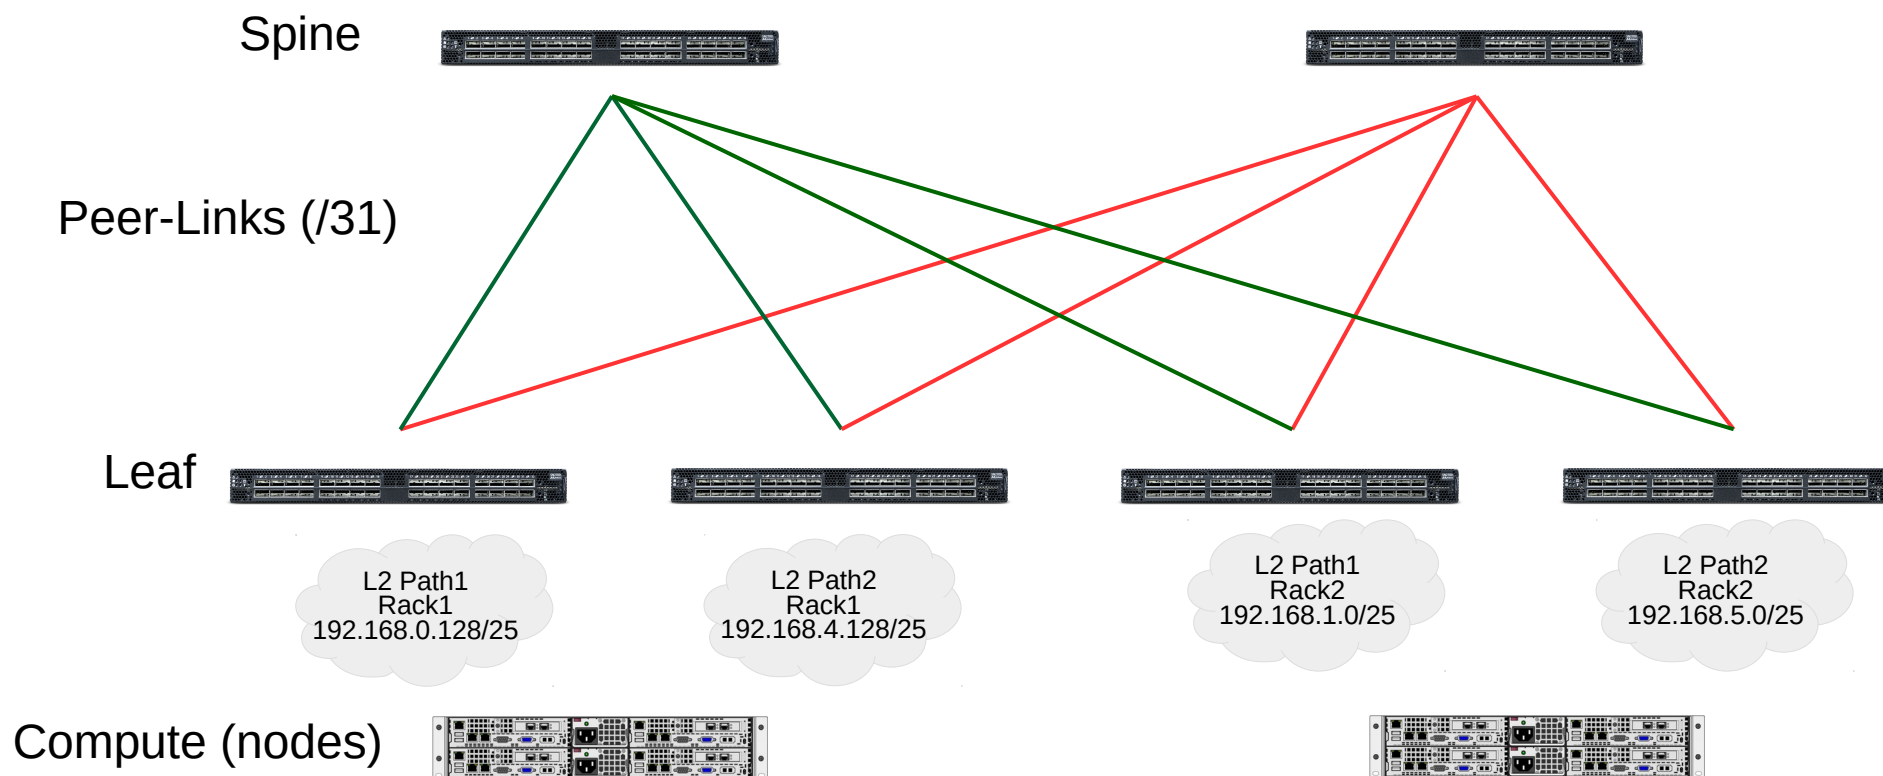 Spine
Peer-Links (/31)
Leaf
L2 Path1
Rack1
192.168.0.128/25
L2 Path2
Rack1
192.168.4.128/25
L2 Path1
Rack2
192.168.1.0/25
L2 Path2
Rack2
192.168.5.0/25
Compute (nodes)